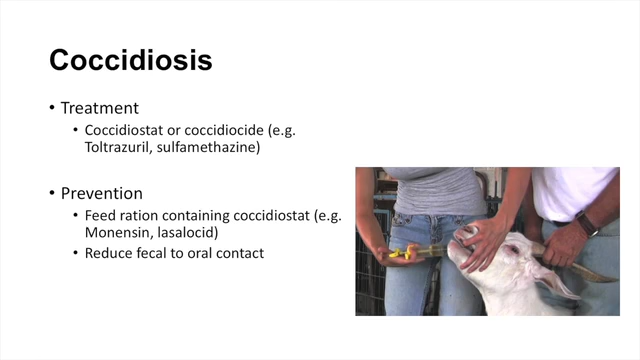 Coccidiosis
• Treatment
• Coccidiostat or coccidiocide (e.g.
Toltrazuril, sulfamethazine)
• Prevention
• Feed ration containing coccidiostat (e.g.
Monensin, lasalocid)
• Reduce fecal to oral contact